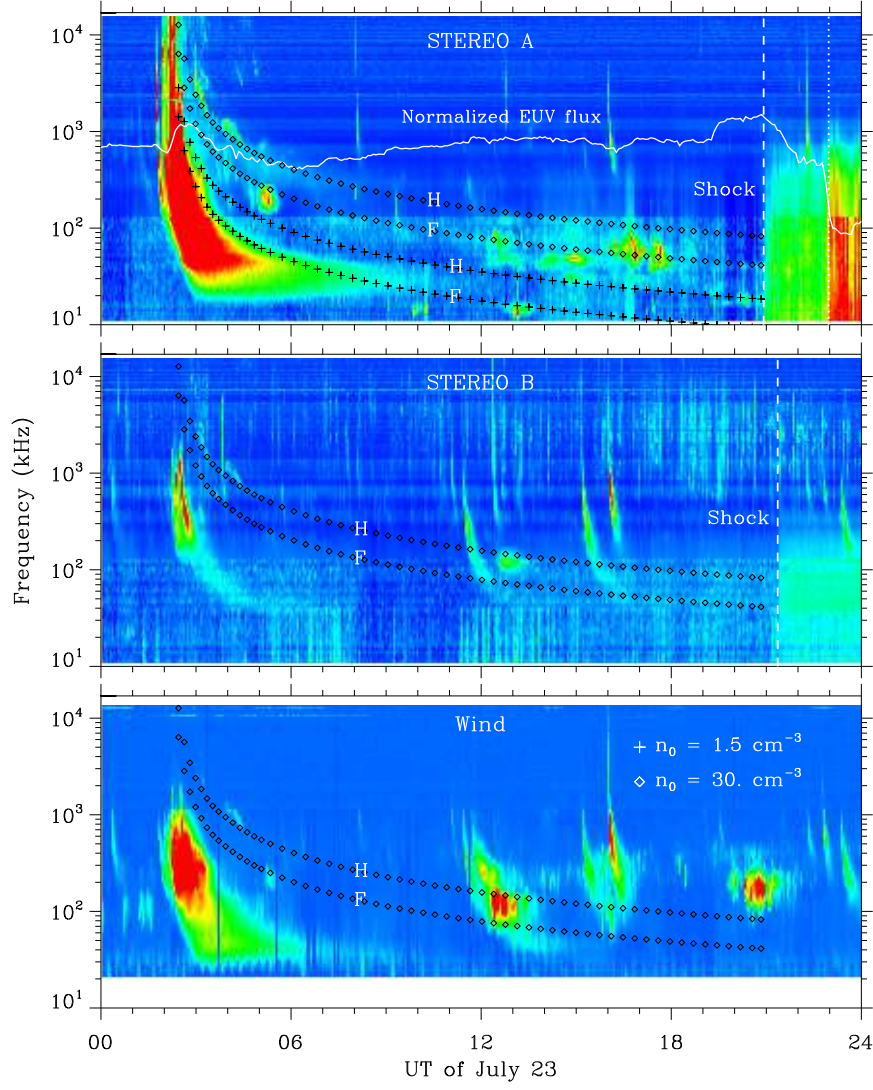 10⁴
STEREO A
10³
Normalized EUV flux
Shock
H
10²
F
H
F
10¹
10⁴
STEREO B
10³
Shock
H
10²
F
10¹
Frequency (kHz)
10⁴
Wind
+ n₀ = 1.5 cm⁻³
◇ n₀ = 30. cm⁻³
10³
H
F
10²
10¹
00 06 12 18 24
UT of July 23